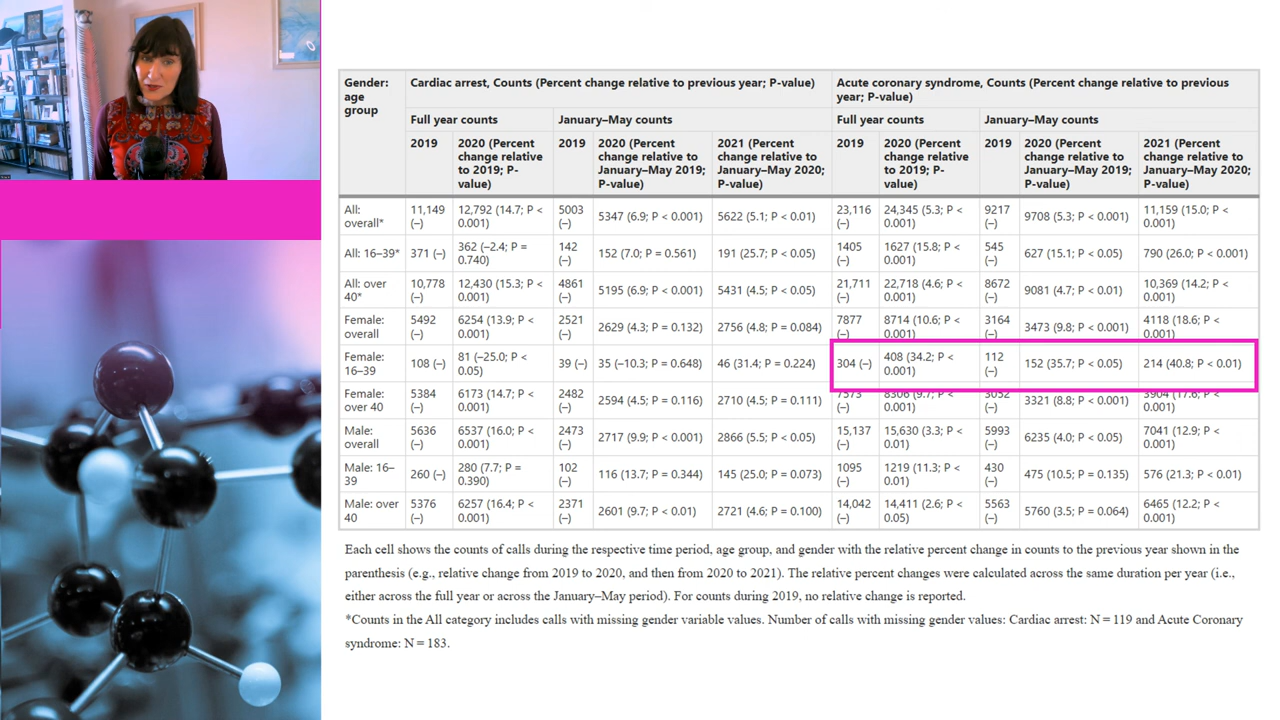 Gender: age group
Cardiac arrest, Counts (Percent change relative to previous year; P-value)
Acute coronary syndrome, Counts (Percent change relative to previous year; P-value)
Full year counts
January–May counts
Full year counts
January–May counts
2019
2020 (Percent change relative to 2019; P-value)
2019
2020 (Percent change relative to January–May 2019; P-value)
2021 (Percent change relative to January–May 2020; P-value)
2019
2020 (Percent change relative to 2019; P-value)
2019
2020 (Percent change relative to January–May 2019; P-value)
2021 (Percent change relative to January–May 2020; P-value)
All: overall* 11,149 (–) 12,792 (14.7; P < 0.001) 5003 (–) 5347 (6.9; P < 0.001) 5622 (5.1; P < 0.01) 23,116 (–) 24,345 (5.3; P < 0.001) 9217 (–) 9708 (5.3; P < 0.001) 11,159 (15.0; P < 0.001)
All: 16–39* 371 (–) 362 (–2.4; P = 0.740) 142 (–) 152 (7.0; P = 0.561) 191 (25.7; P < 0.05) 1405 (–) 1627 (15.8; P < 0.001) 545 (–) 627 (15.1; P < 0.05) 790 (26.0; P < 0.001)
All: over 40* 10,778 (–) 12,430 (15.3; P < 0.001) 4861 (–) 5195 (6.9; P < 0.001) 5431 (4.5; P < 0.05) 21,711 (–) 22,718 (4.6; P < 0.001) 8672 (–) 9081 (4.7; P < 0.01) 10,369 (14.2; P < 0.001)
Female: overall 5492 (–) 6254 (13.9; P < 0.001) 2521 (–) 2629 (4.3; P = 0.132) 2756 (4.8; P = 0.084) 7877 (–) 8714 (10.6; P < 0.001) 3164 (–) 3473 (9.8; P < 0.001) 4118 (18.6; P < 0.001)
Female: 16–39 108 (–) 81 (–25.0; P < 0.05) 39 (–) 35 (–10.3; P = 0.648) 46 (31.4; P = 0.224) 304 (–) 408 (34.2; P < 0.001) 112 (–) 152 (35.7; P < 0.05) 214 (40.8; P < 0.01)
Female: over 40 5384 (–) 6173 (14.7; P < 0.001) 2482 (–) 2594 (4.5; P = 0.116) 2710 (4.5; P = 0.111) 7573 (–) 8306 (9.7; P < 0.001) 3052 (–) 3321 (8.8; P < 0.001) 3904 (17.6; P < 0.001)
Male: overall 5636 (–) 6537 (16.0; P < 0.001) 2473 (–) 2717 (9.9; P < 0.001) 2866 (5.5; P < 0.05) 15,137 (–) 15,630 (3.3; P < 0.01) 5993 (–) 6235 (4.0; P < 0.05) 7041 (12.9; P < 0.001)
Male: 16–39 260 (–) 280 (7.7; P = 0.390) 102 (–) 116 (13.7; P = 0.344) 145 (25.0; P = 0.073) 1095 (–) 1219 (11.3; P < 0.01) 430 (–) 475 (10.5; P = 0.135) 576 (21.3; P < 0.01)
Male: over 40 5376 (–) 6257 (16.4; P < 0.001) 2371 (–) 2601 (9.7; P < 0.01) 2721 (4.6; P = 0.100) 14,042 (–) 14,411 (2.6; P < 0.05) 5563 (–) 5760 (3.5; P = 0.064) 6465 (12.2; P < 0.001)
Each cell shows the counts of calls during the respective time period, age group, and gender with the relative percent change in counts to the previous year shown in the
parenthesis (e.g., relative change from 2019 to 2020, and then from 2020 to 2021). The relative percent changes were calculated across the same duration per year (i.e.,
either across the full year or across the January–May period). For counts during 2019, no relative change is reported.
*Counts in the All category includes calls with missing gender variable values. Number of calls with missing gender values: Cardiac arrest: N = 119 and Acute Coronary
syndrome: N = 183.